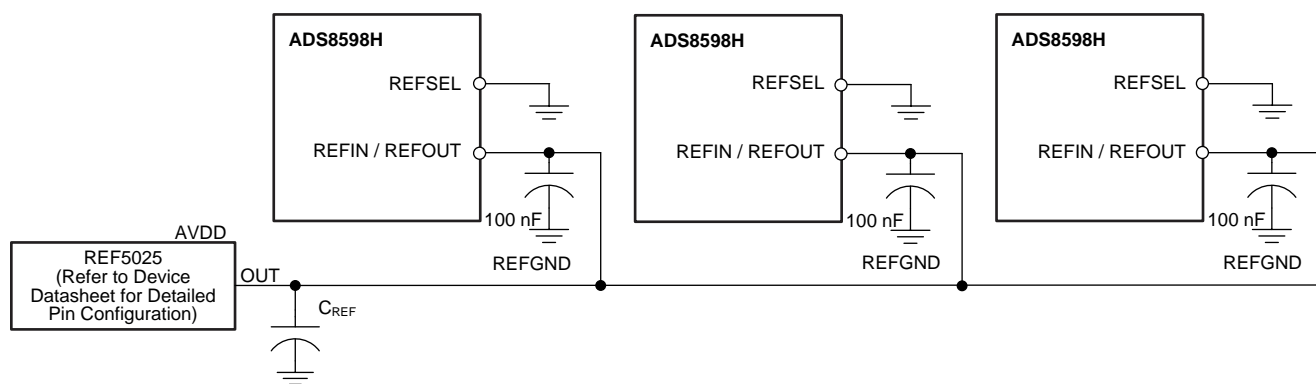 ADS8598H
ADS8598H
ADS8598H
REFSEL
REFSEL
REFSEL
REFIN / REFOUT
REFIN / REFOUT
REFIN / REFOUT
100 nF
100 nF
100 nF
REFGND
REFGND
REFGND
AVDD
REF5025
(Refer to Device
Datasheet for Detailed
Pin Configuration)
OUT
CREF